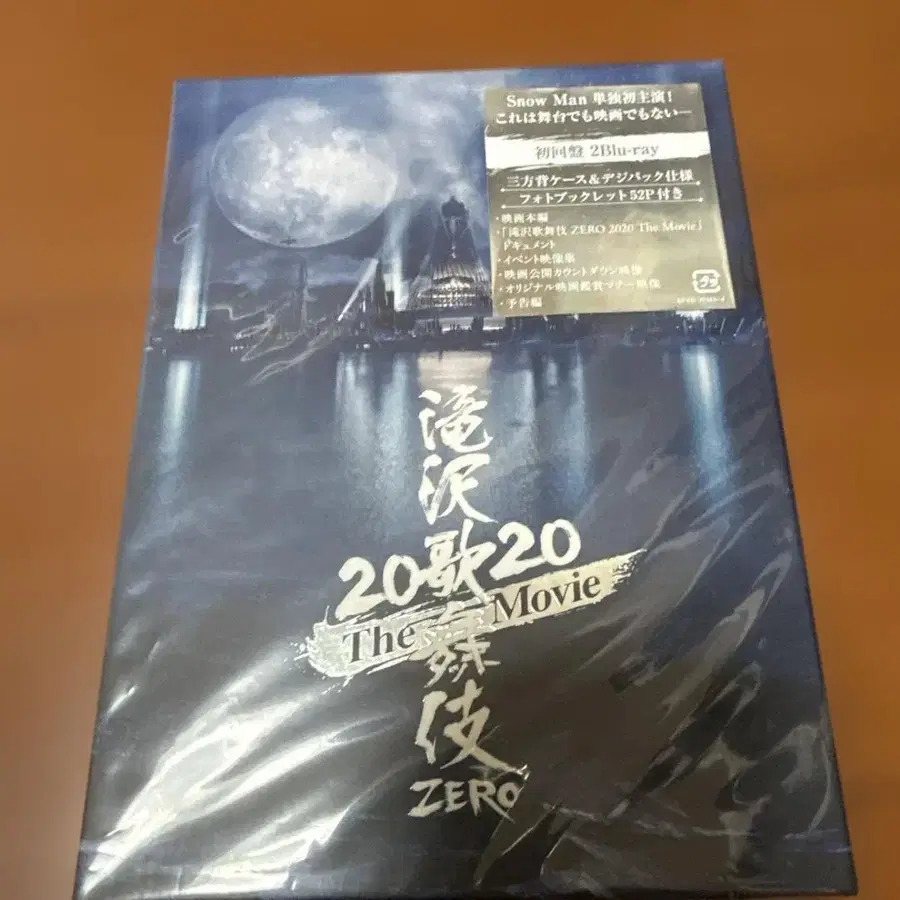 Snow Man 単独初主演!
これは舞台でも映画でもない―
初回盤 2Blu-ray
三方背ケース&デジパック仕様
フォトブックレット52P付き
・映画本編
・「滝沢歌舞伎 ZERO 2020 The Movie」
ドキュメント
・イベント映像集
・映画公開カウントダウン映像
・オリジナル映画鑑賞マナー映像
・予告編
滝沢歌舞伎
2020
The Movie
ZERO